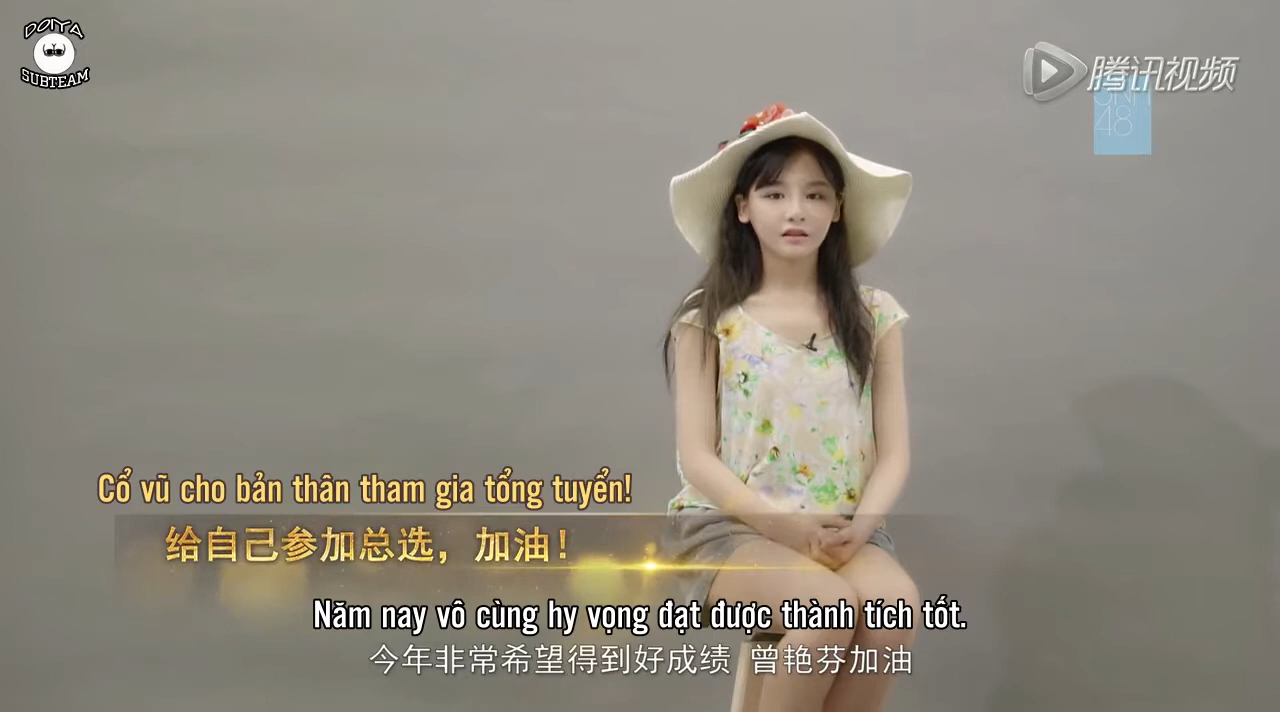 DOIYA
SUBTEAM
腾讯视频
SNH
48
Cổ vũ cho bản thân tham gia tổng tuyển!
给自己参加总选，加油！
Năm nay vô cùng hy vọng đạt được thành tích tốt.
今年非常希望得到好成绩 曾艳芬加油